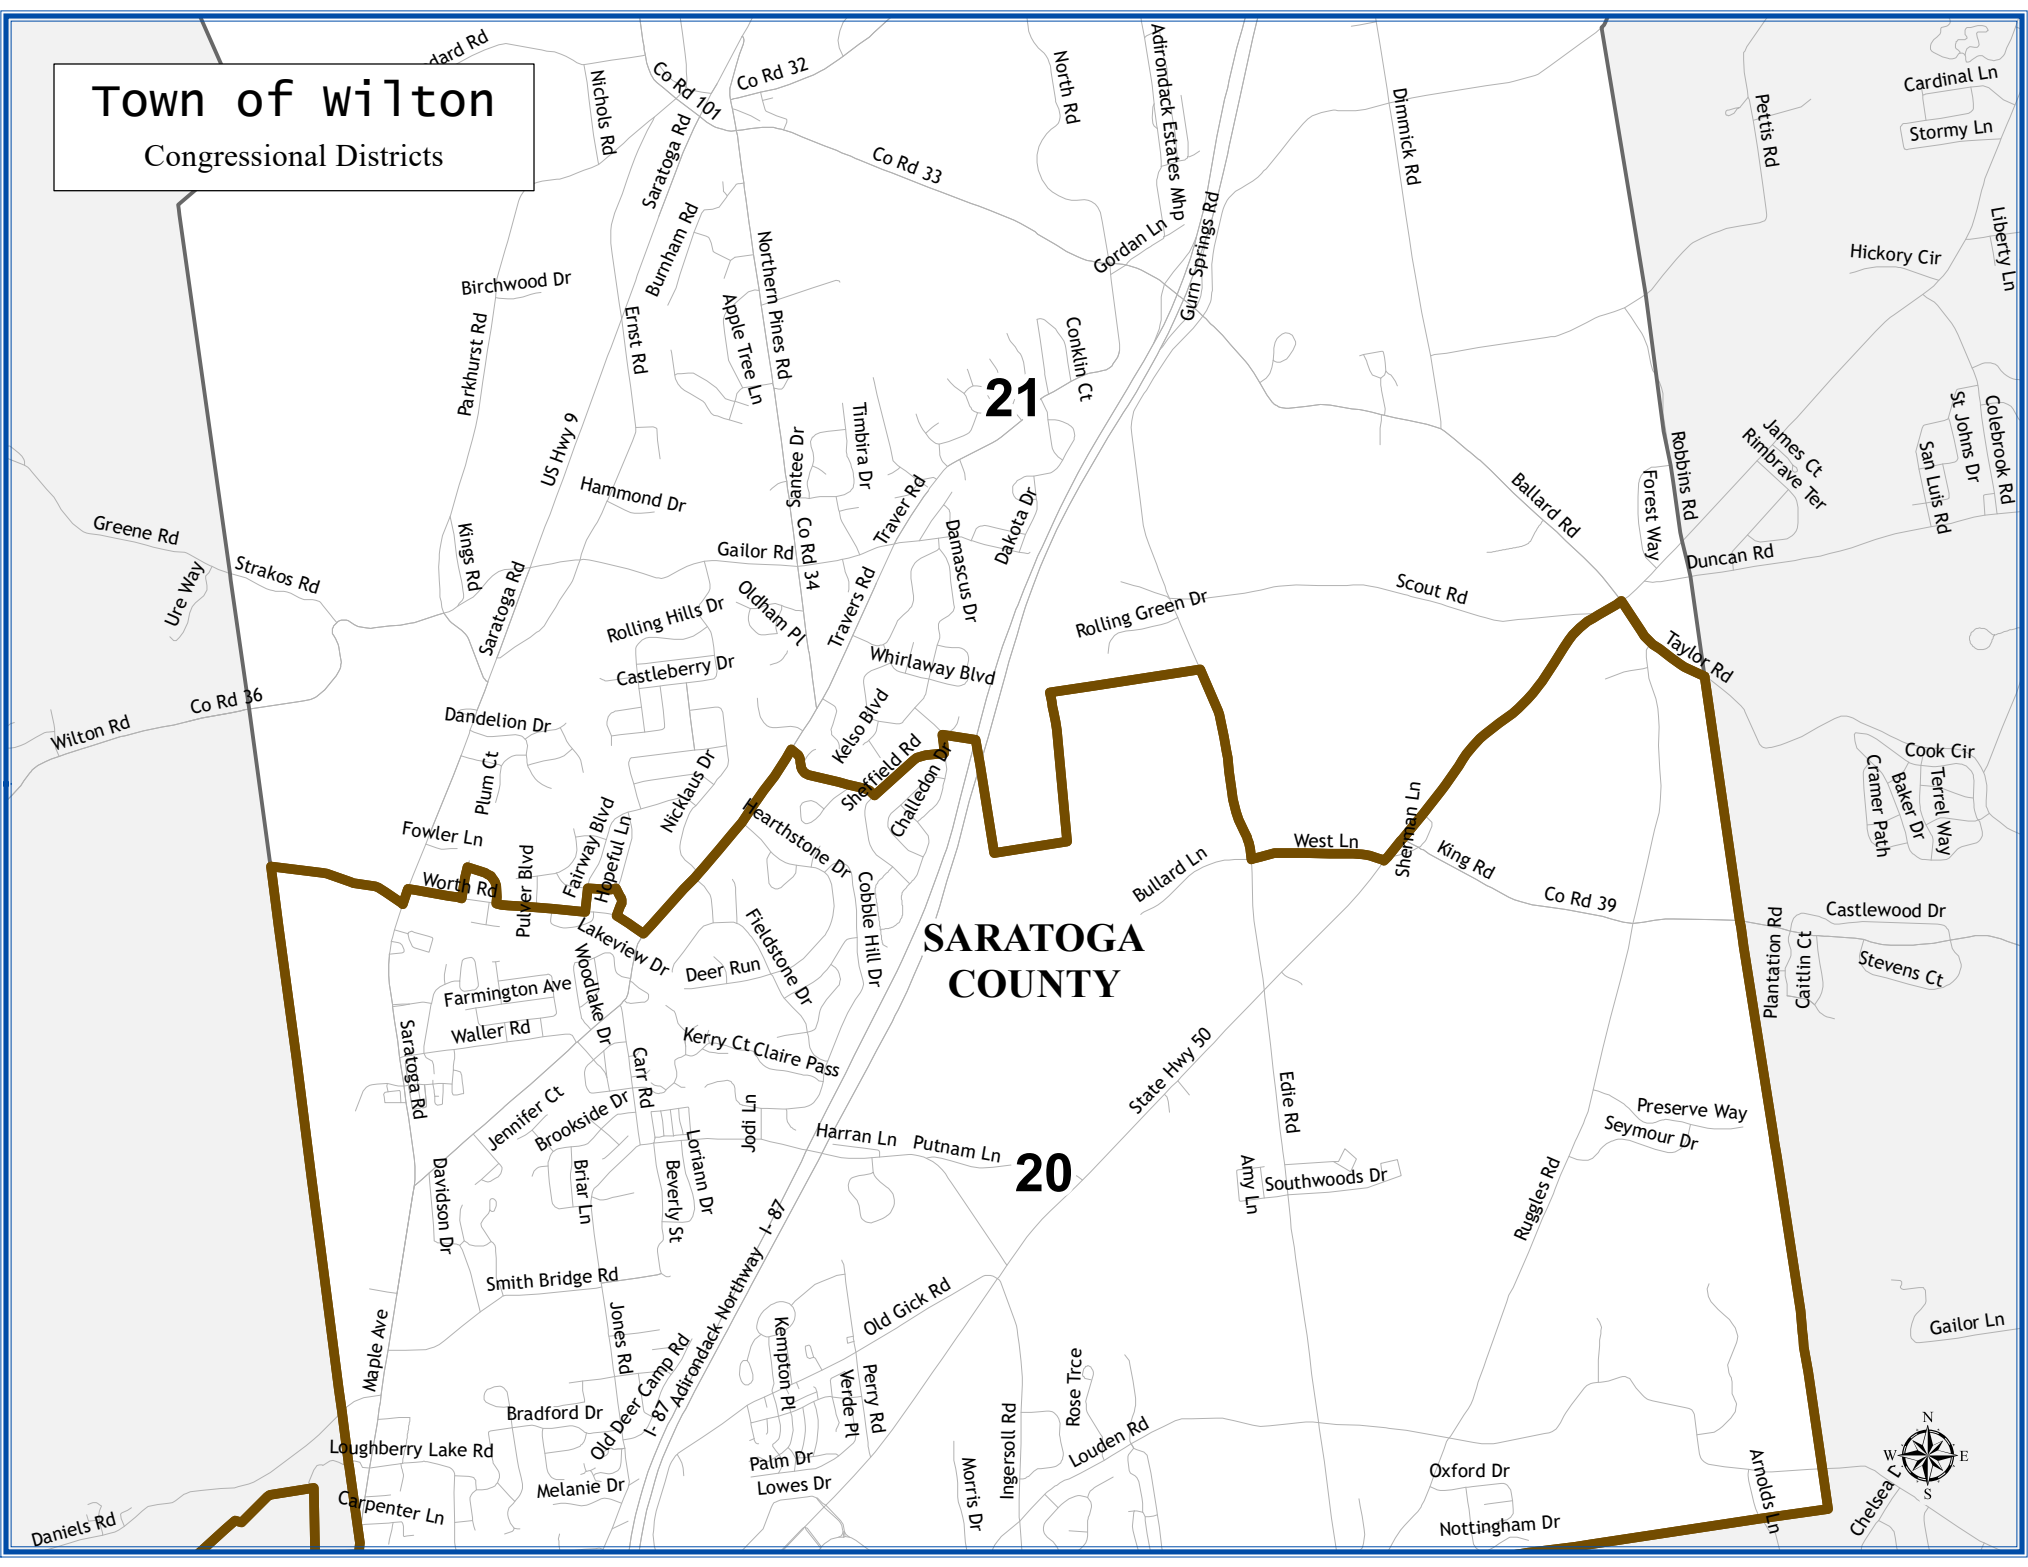 Town of Wilton
Congressional Districts
dard Rd
Nichols Rd
Co Rd 101
Co Rd 32
Saratoga Rd
Co Rd 33
North Rd
Adirondack Estates Mhp
Gordan Ln
Gurn Springs Rd
Dimmick Rd
Pettis Rd
Cardinal Ln
Stormy Ln
Liberty Ln
Hickory Cir
Birchwood Dr
Burnham Rd
Northern Pines Rd
Parkhurst Rd
Ernst Rd
Apple Tree Ln
Conklin Ct
21
US Hwy 9
Santee Dr
Timbira Dr
Hammond Dr
Traver Rd
Damascus Dr
Dakota Dr
Ballard Rd
Forest Way
Robbins Rd
James Ct
Rimbrave Ter
San Luis Rd
St Johns Dr
Colebrook Rd
Duncan Rd
Greene Rd
Strakos Rd
Ure Way
Kings Rd
Saratoga Rd
Gailor Rd
Co Rd 34
Oldham Pl
Travers Rd
Rolling Hills Dr
Castleberry Dr
Whirlaway Blvd
Rolling Green Dr
Scout Rd
Taylor Rd
Co Rd 36
Wilton Rd
Dandelion Dr
Plum Ct
Kelso Blvd
Sheffield Rd
Challedon Dr
Nicklaus Dr
Hearthstone Dr
Fowler Ln
Fairway Blvd
Hopeful Ln
Worth Rd
Pulver Blvd
Lakeview Dr
Cobble Hill Dr
Fieldstone Dr
Deer Run
West Ln
Bullard Ln
Sherman Ln
King Rd
Co Rd 39
Cook Cir
Cramer Path
Baker Dr
Terrel Way
Castlewood Dr
Plantation Rd
Caitlin Ct
Stevens Ct
SARATOGA
COUNTY
Farmington Ave
Woodlake Dr
Waller Rd
Saratoga Rd
Kerry Ct
Claire Pass
Carr Rd
Jennifer Ct
Brookside Dr
Jodi Ln
Harran Ln
Putnam Ln
20
State Hwy 50
Edie Rd
Amy Ln
Southwoods Dr
Preserve Way
Seymour Dr
Ruggles Rd
Davidson Dr
Briar Ln
Beverly St
Loriann Dr
I- 87
Smith Bridge Rd
Maple Ave
Jones Rd
Old Deer Camp Rd
I- 87 Adirondack Northway
Old Gick Rd
Kempton Pl
Verde Pl
Perry Rd
Rose Trce
Ingersoll Rd
Louden Rd
Gailor Ln
Bradford Dr
Loughberry Lake Rd
Melanie Dr
Palm Dr
Lowes Dr
Morris Dr
Oxford Dr
Nottingham Dr
Arnolds Ln
Carpenter Ln
Daniels Rd
Chelsea D
N
W
E
S